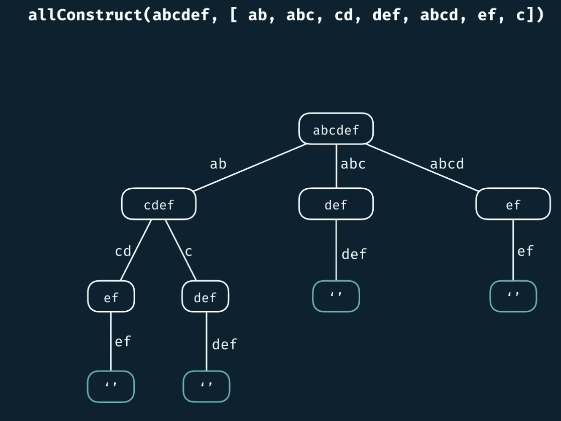 allConstruct(abcdef, [ ab, abc, cd, def, abcd, ef, c])
abcdef
ab
abc
abcd
cdef
def
ef
cd
c
def
ef
ef
def
‘’
‘’
ef
def
‘’
‘’